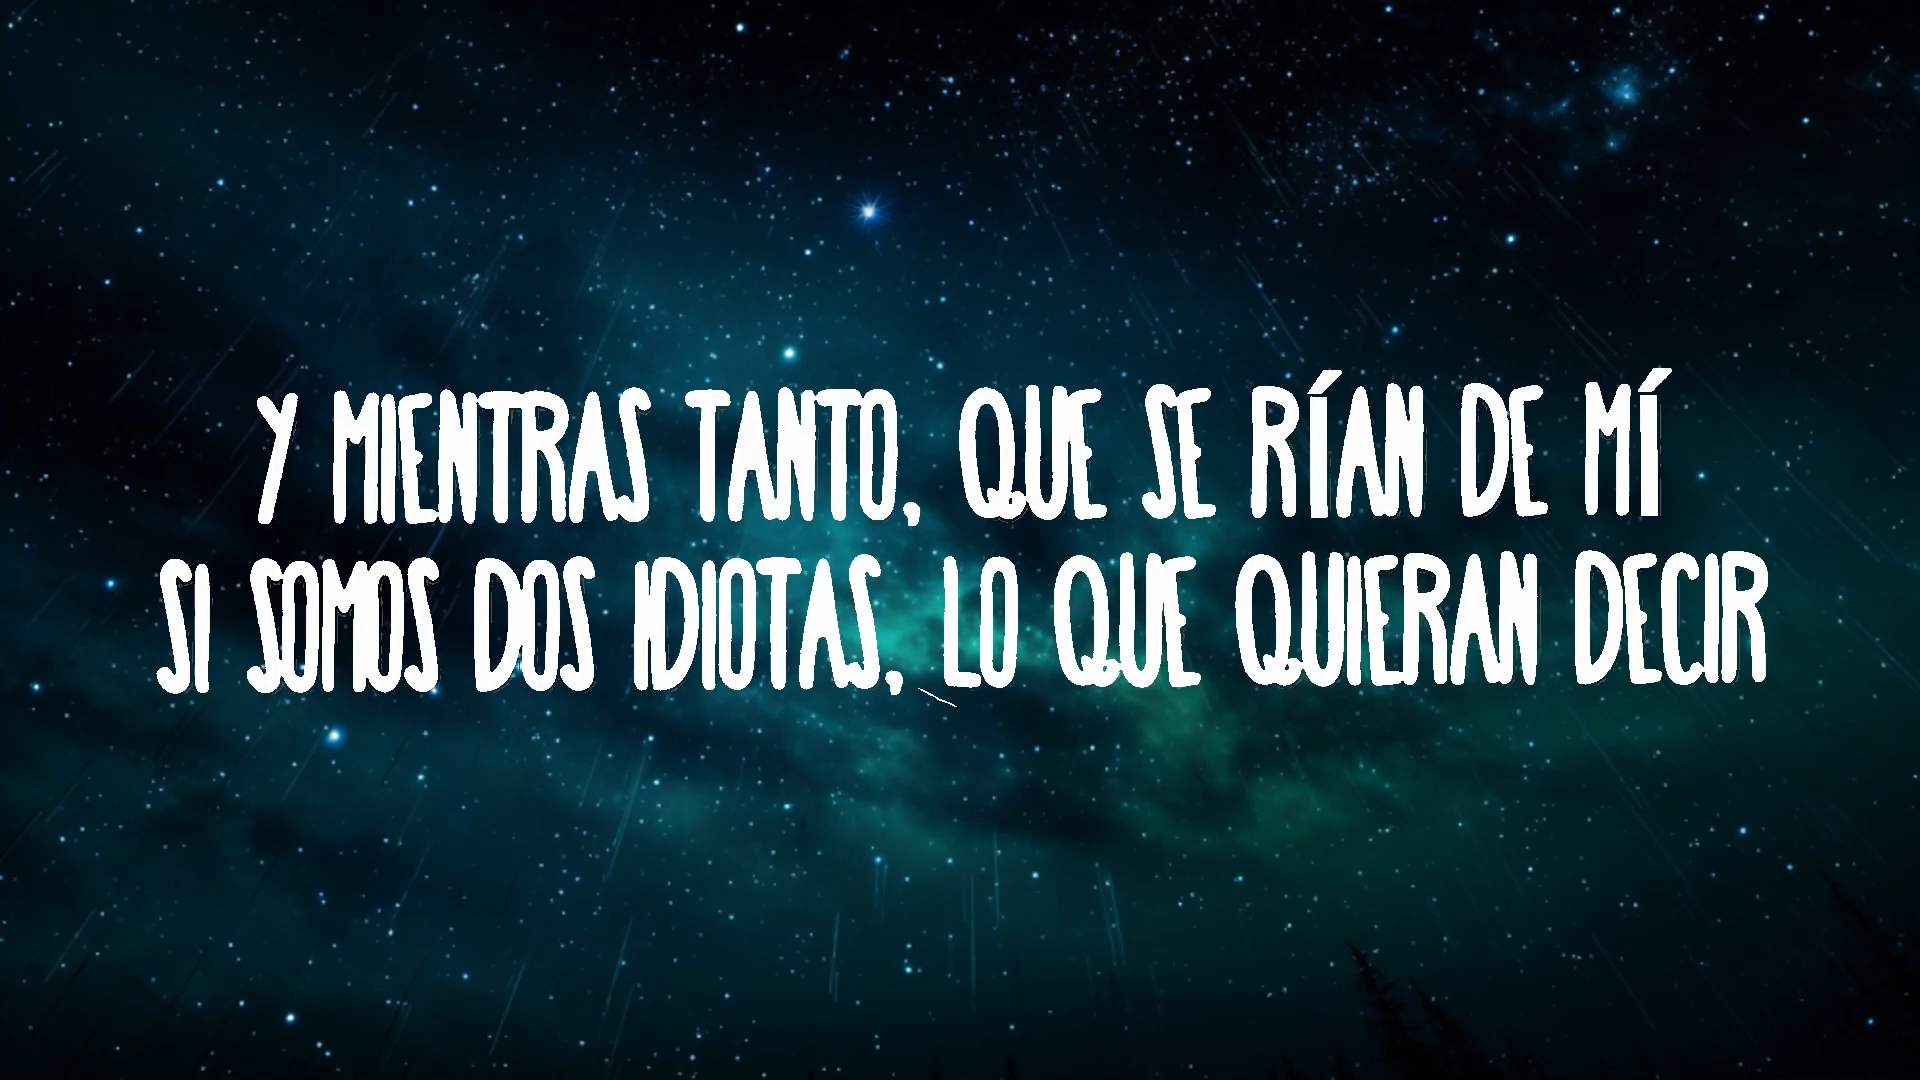 Y MIENTRAS TANTO, QUE SE RÍAN DE MÍ
SI SOMOS DOS IDIOTAS, LO QUE QUIERAN DECIR